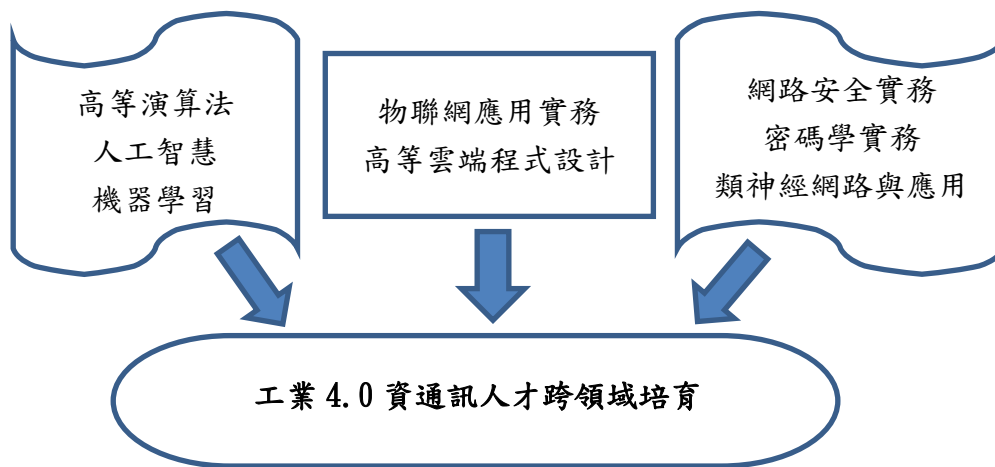 高等演算法
人工智慧
機器學習
物聯網應用實務
高等雲端程式設計
網路安全實務
密碼學實務
類神經網路與應用
工業 4.0 資通訊人才跨領域培育